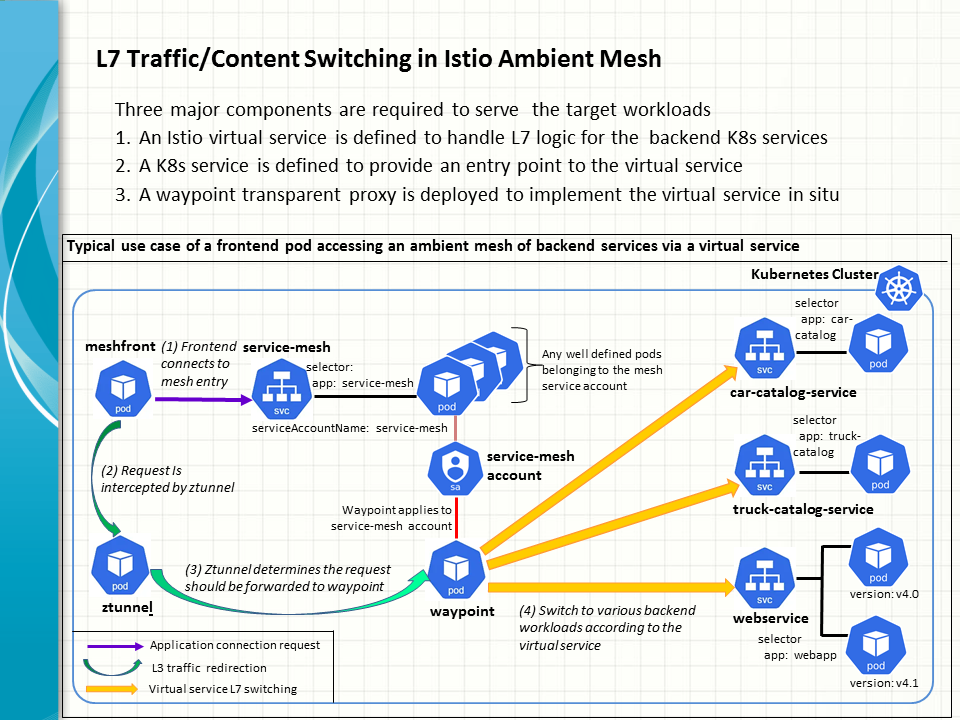 L7 Traffic/Content Switching in Istio Ambient Mesh
Three major components are required to serve the target workloads
1. An Istio virtual service is defined to handle L7 logic for the backend K8s services
2. A K8s service is defined to provide an entry point to the virtual service
3. A waypoint transparent proxy is deployed to implement the virtual service in situ
Typical use case of a frontend pod accessing an ambient mesh of backend services via a virtual service
Kubernetes Cluster
meshfront
pod
(1) Frontend
connects to
mesh entry
service-mesh
svc
selector:
app: service-mesh
serviceAccountName: service-mesh
pod
Any well defined pods
belonging to the mesh
service account
selector
app: car-
catalog
svc
pod
car-catalog-service
(2) Request Is
intercepted by ztunnel
sa
service-mesh
account
Waypoint applies to
service-mesh account
selector
app: truck-
catalog
svc
pod
truck-catalog-service
pod
ztunnel
(3) Ztunnel determines the request
should be forwarded to waypoint
pod
waypoint
(4) Switch to various backend
workloads according to the
virtual service
svc
webservice
selector
app: webapp
pod
version: v4.0
pod
version: v4.1
Application connection request
L3 traffic redirection
Virtual service L7 switching